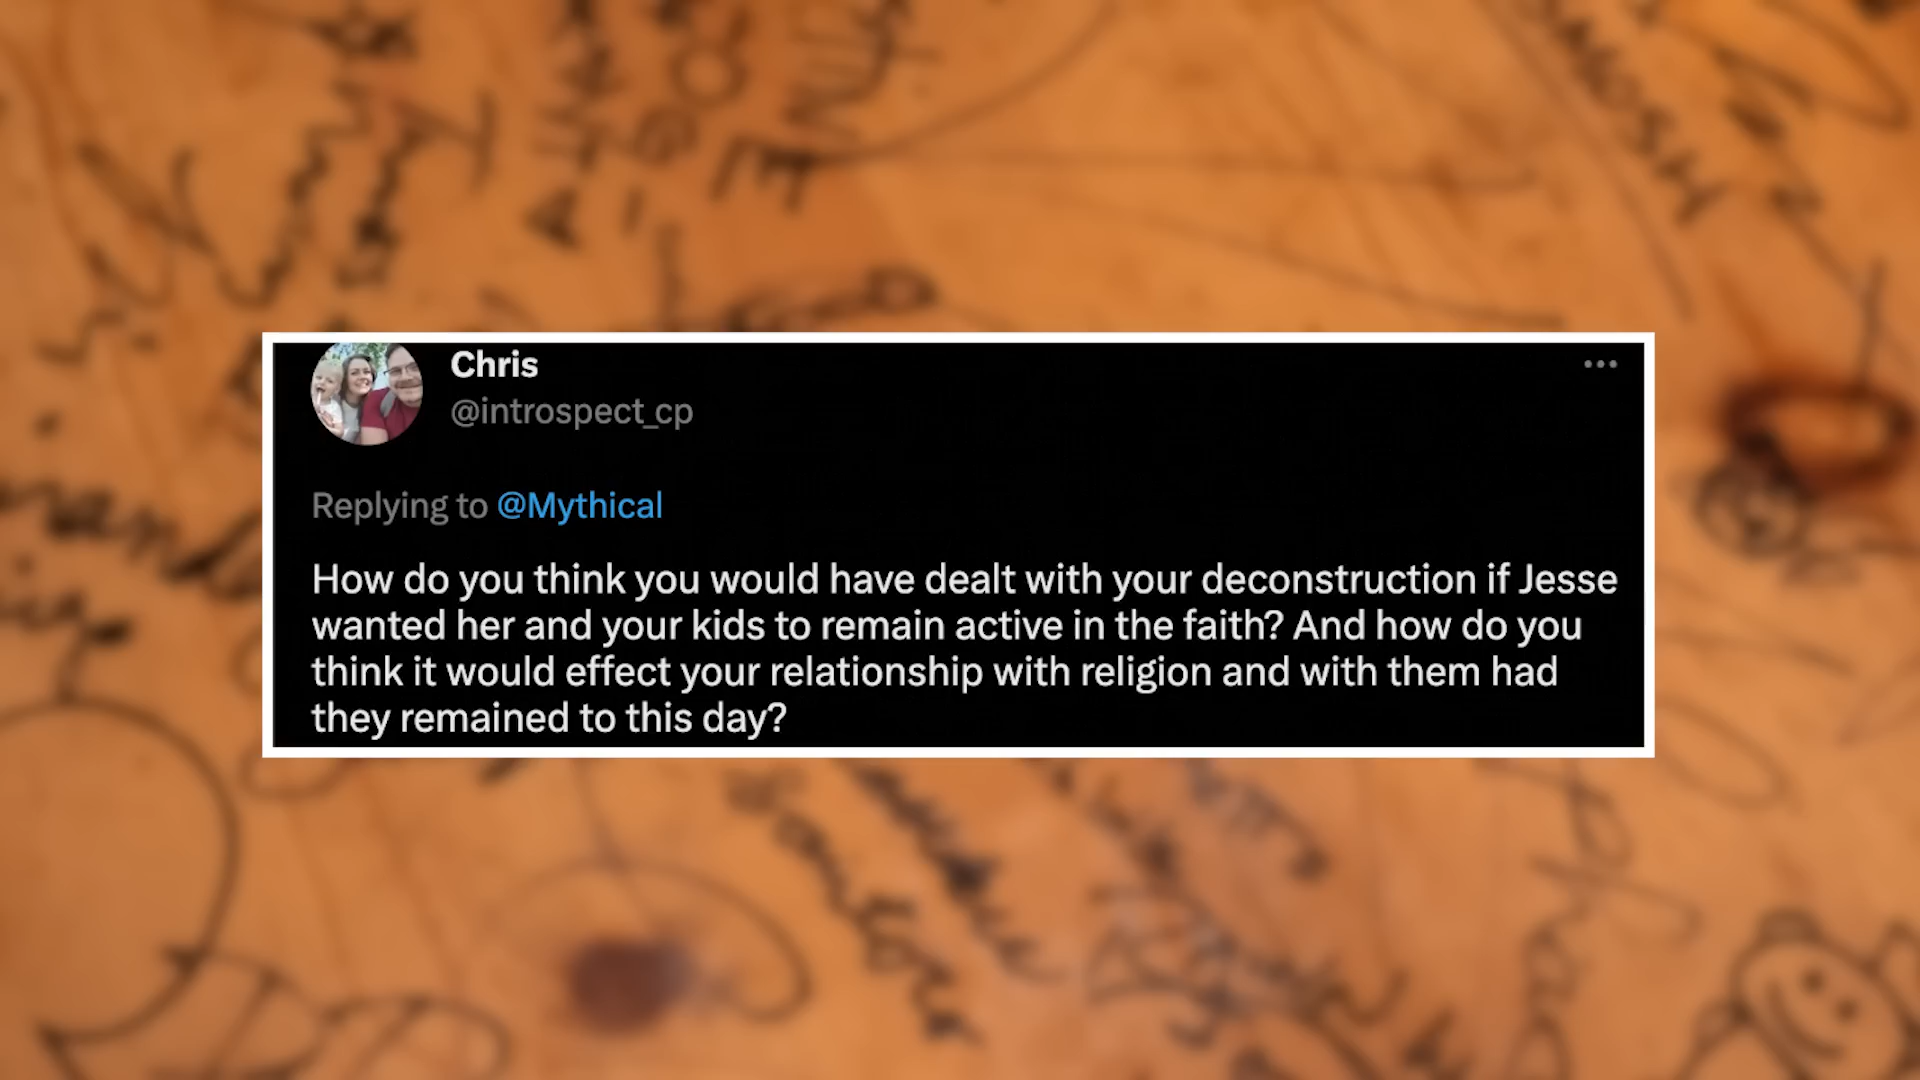 Chris
@introspect_cp
Replying to @Mythical
How do you think you would have dealt with your deconstruction if Jesse
wanted her and your kids to remain active in the faith? And how do you
think it would effect your relationship with religion and with them had
they remained to this day?